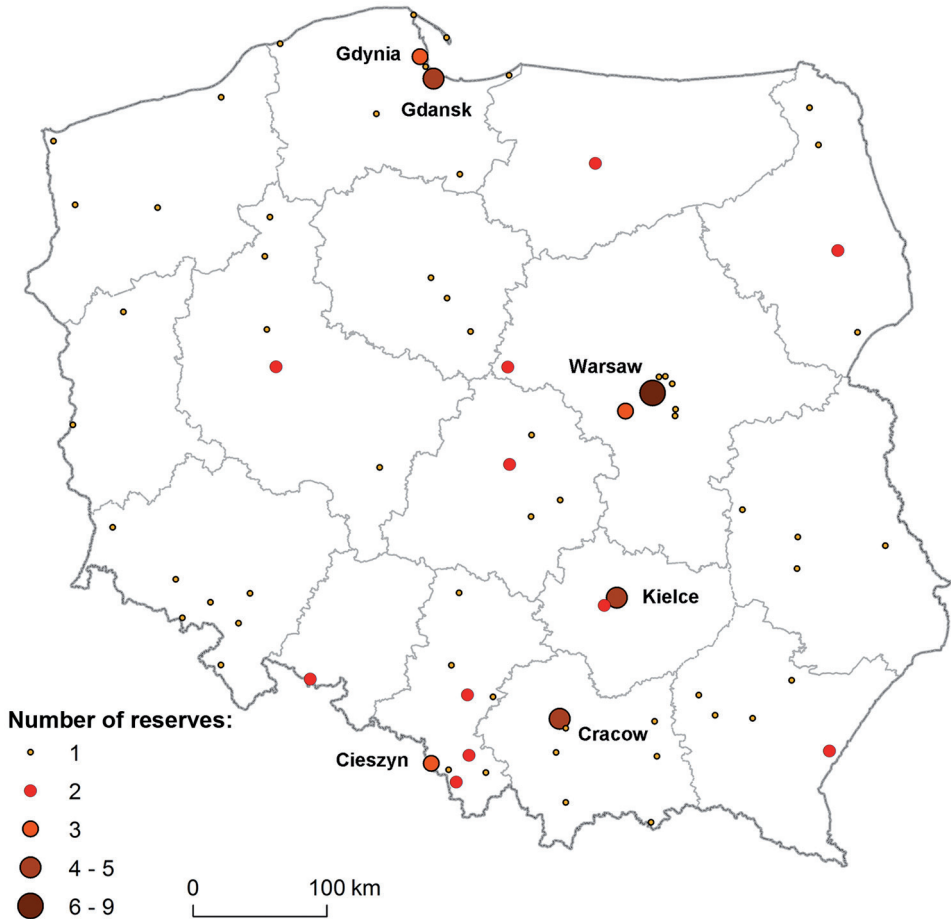 Gdynia
Gdansk
Warsaw
Kielce
Cracow
Cieszyn
Number of reserves:
1
2
3
4 - 5
6 - 9
0 100 km